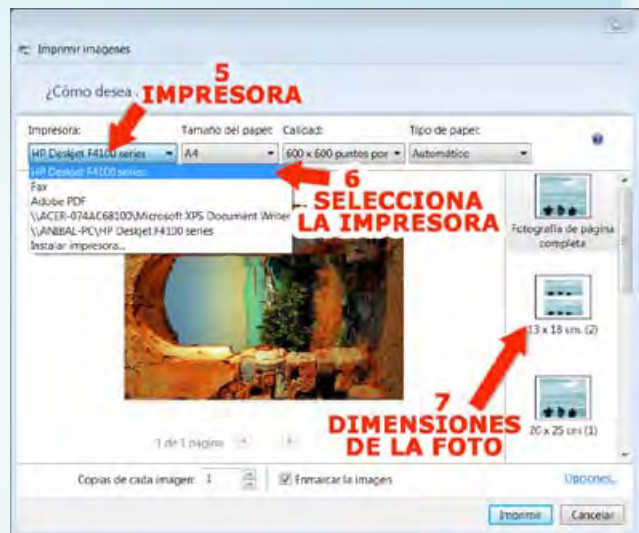 Imprimir imágenes
5
¿Cómo desea
IMPRESORA
Impresora:
Tamaño del papel:
Calidad:
Tipo de papel:
HP Deskjet F4100 series
A4
600 x 600 puntos por
Automático
HP Deskjet F4100 series
Fax
Adobe PDF
\\ACER-074AC68100\Microsoft XPS Document Writer
\\ANIBAL-PC\HP Deskjet F4100 series
Instalar impresora...
6
SELECCIONA
LA IMPRESORA
Fotografía de página
completa
13 x 18 cm. (2)
7
DIMENSIONES
DE LA FOTO
20 x 25 cm (1)
1 de 1 página
Copias de cada imagen: 1
Enmarcar la imagen
Opciones...
Imprimir
Cancelar